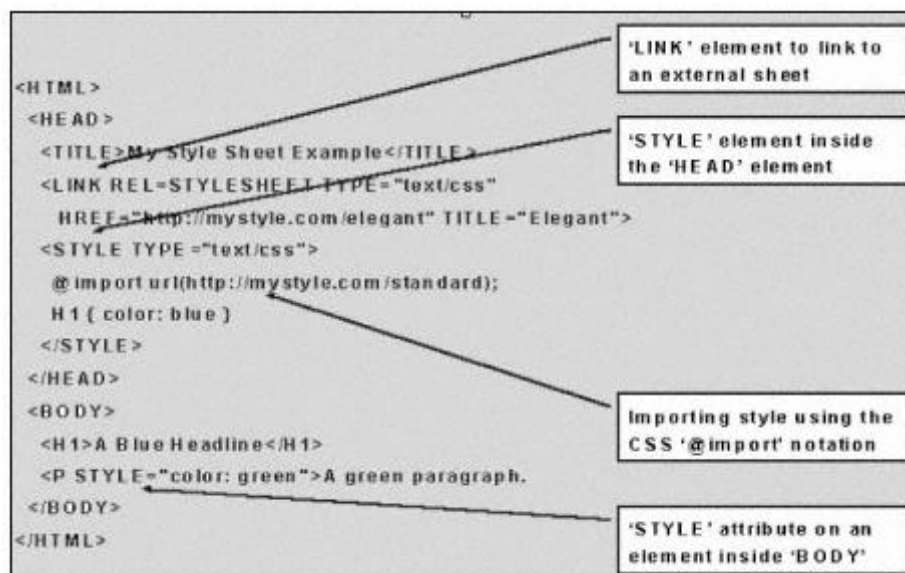 ‘LINK’ element to link to
an external sheet
<HTML>
<HEAD>
‘STYLE’ element inside
the ‘HEAD’ element
<TITLE>My Style Sheet Example</TITLE>
<LINK REL=STYLESHEET TYPE="text/css"
HREF="http://mystyle.com/elegant" TITLE="Elegant">
<STYLE TYPE ="text/css">
@import url(http://mystyle.com/standard);
H1 { color: blue }
</STYLE>
</HEAD>
Importing style using the
CSS ‘@import’ notation
<BODY>
<H1>A Blue Headline</H1>
<P STYLE="color: green">A green paragraph.
</BODY>
‘STYLE’ attribute on an
element inside ‘BODY’
</HTML>